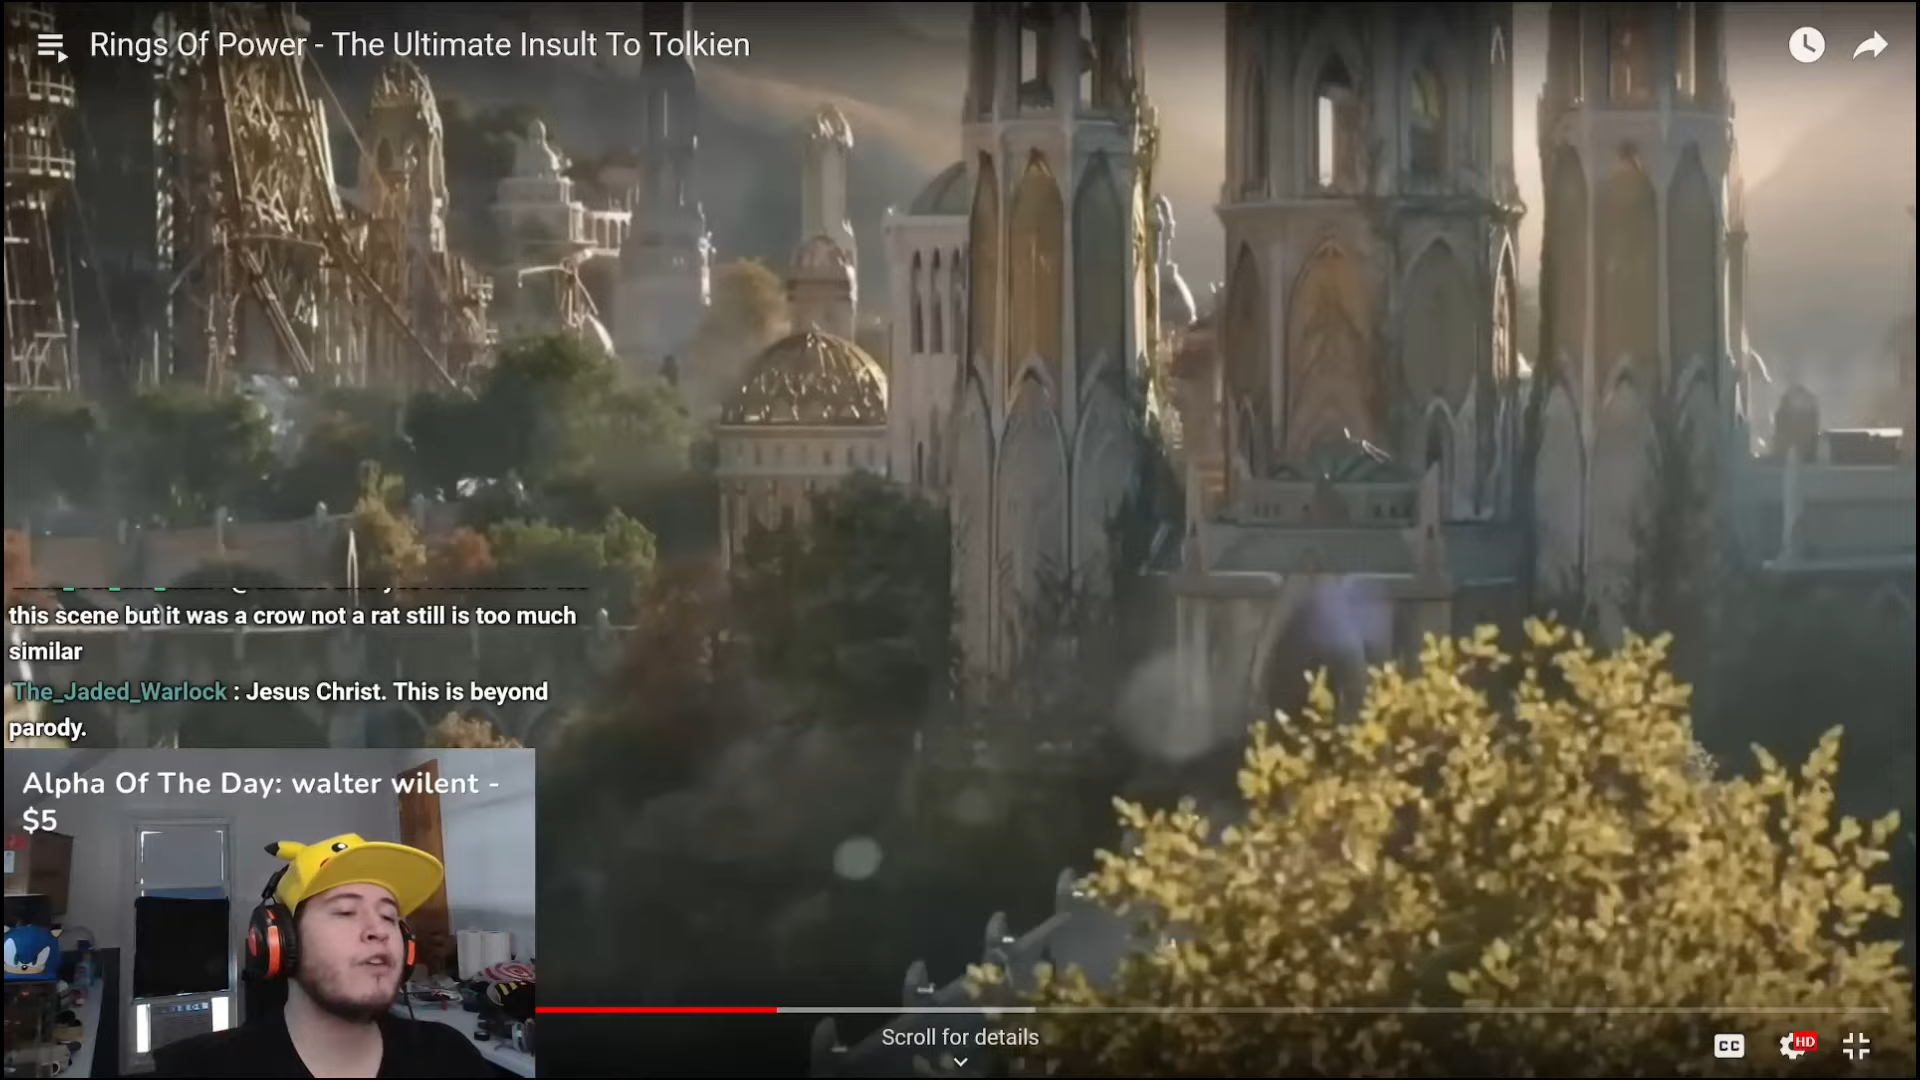 Rings Of Power - The Ultimate Insult To Tolkien
this scene but it was a crow not a rat still is too much
similar
The_Jaded_Warlock : Jesus Christ. This is beyond
parody.
Alpha Of The Day: walter wilent -
$5
Scroll for details
CC
HD